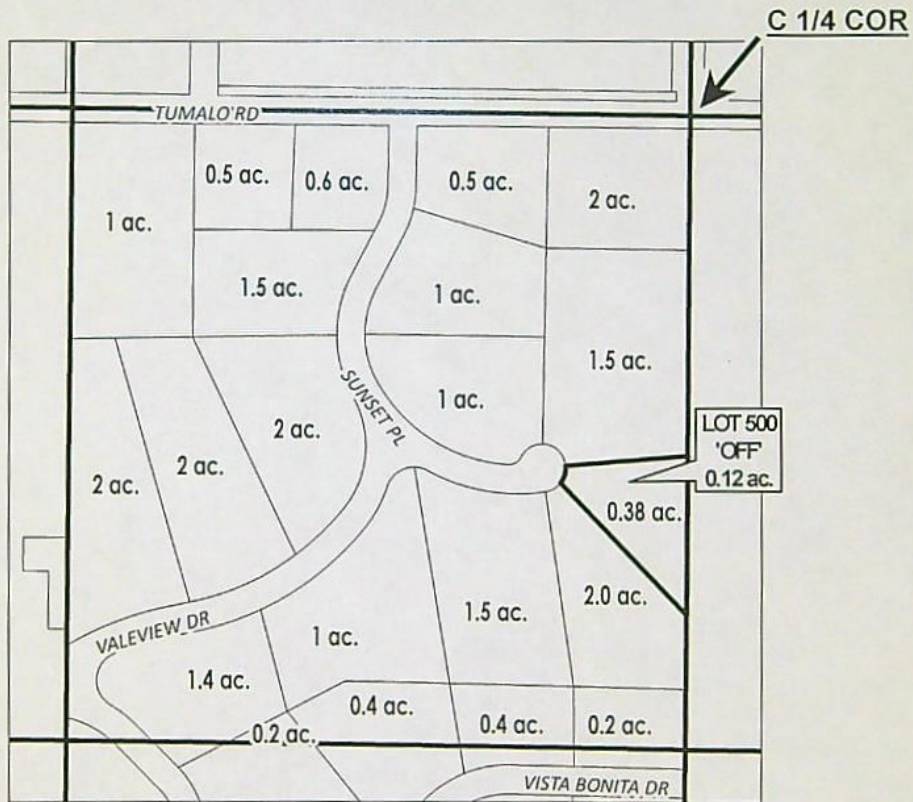 C 1/4 COR
TUMALO RD
0.5 ac.
0.6 ac.
0.5 ac.
2 ac.
1 ac.
1.5 ac.
1 ac.
1.5 ac.
SUNSET PL
1 ac.
2 ac.
2 ac.
2 ac.
LOT 500
'OFF'
0.12 ac.
0.38 ac.
2.0 ac.
1.5 ac.
VALEVIEW DR
1 ac.
1.4 ac.
0.4 ac.
0.4 ac.
0.2 ac.
0.2 ac.
VISTA BONITA DR